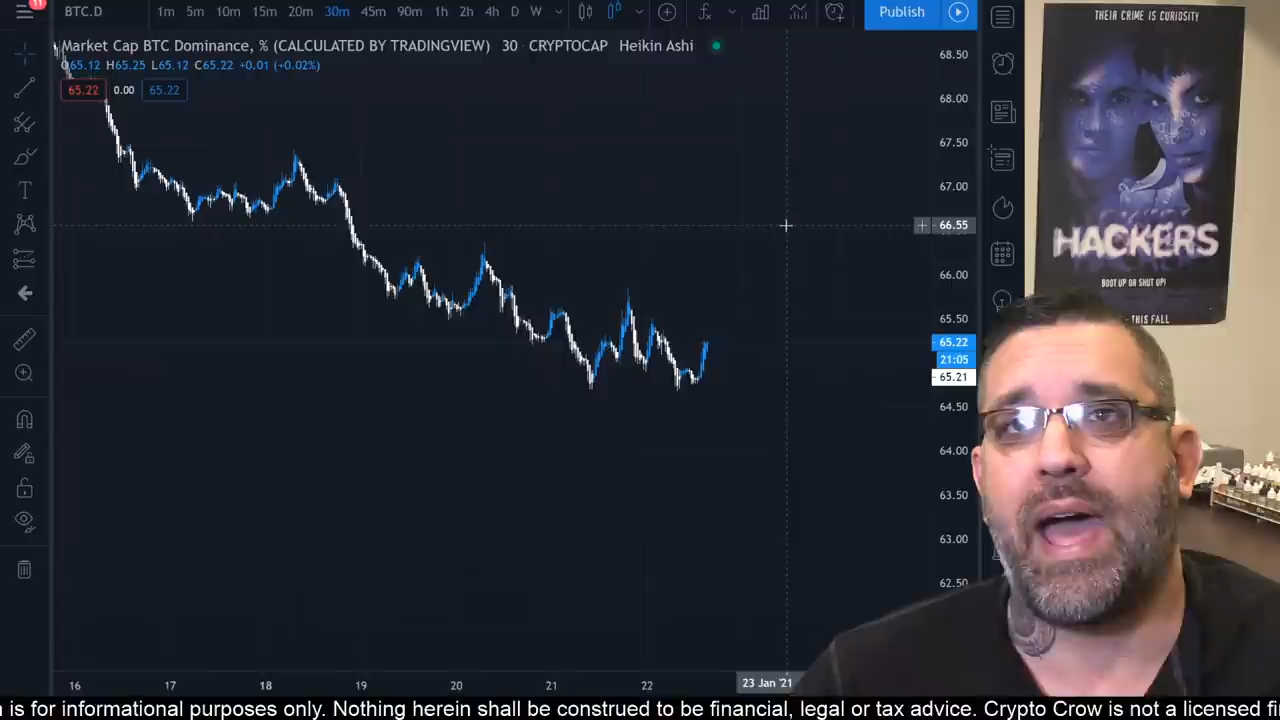 11
BTC.D 1m 5m 10m 15m 20m 30m 45m 90m 1h 2h 4h D W Publish
Market Cap BTC Dominance, % (CALCULATED BY TRADINGVIEW) 30 · CRYPTOCAP Heikin Ashi
O65.12 H65.25 L65.12 C65.22 +0.01 (+0.02%)
65.22 0.00 65.22
68.50
68.00
67.50
67.00
66.55
66.00
65.50
65.22
21:05
65.21
64.50
64.00
63.50
63.00
62.50
16 17 18 19 20 21 22 23 Jan '21
THEIR CRIME IS CURIOSITY
HACKERS
BOOT UP OR SHUT UP!
THIS FALL
is for informational purposes only. Nothing herein shall be construed to be financial, legal or tax advice. Crypto Crow is not a licensed